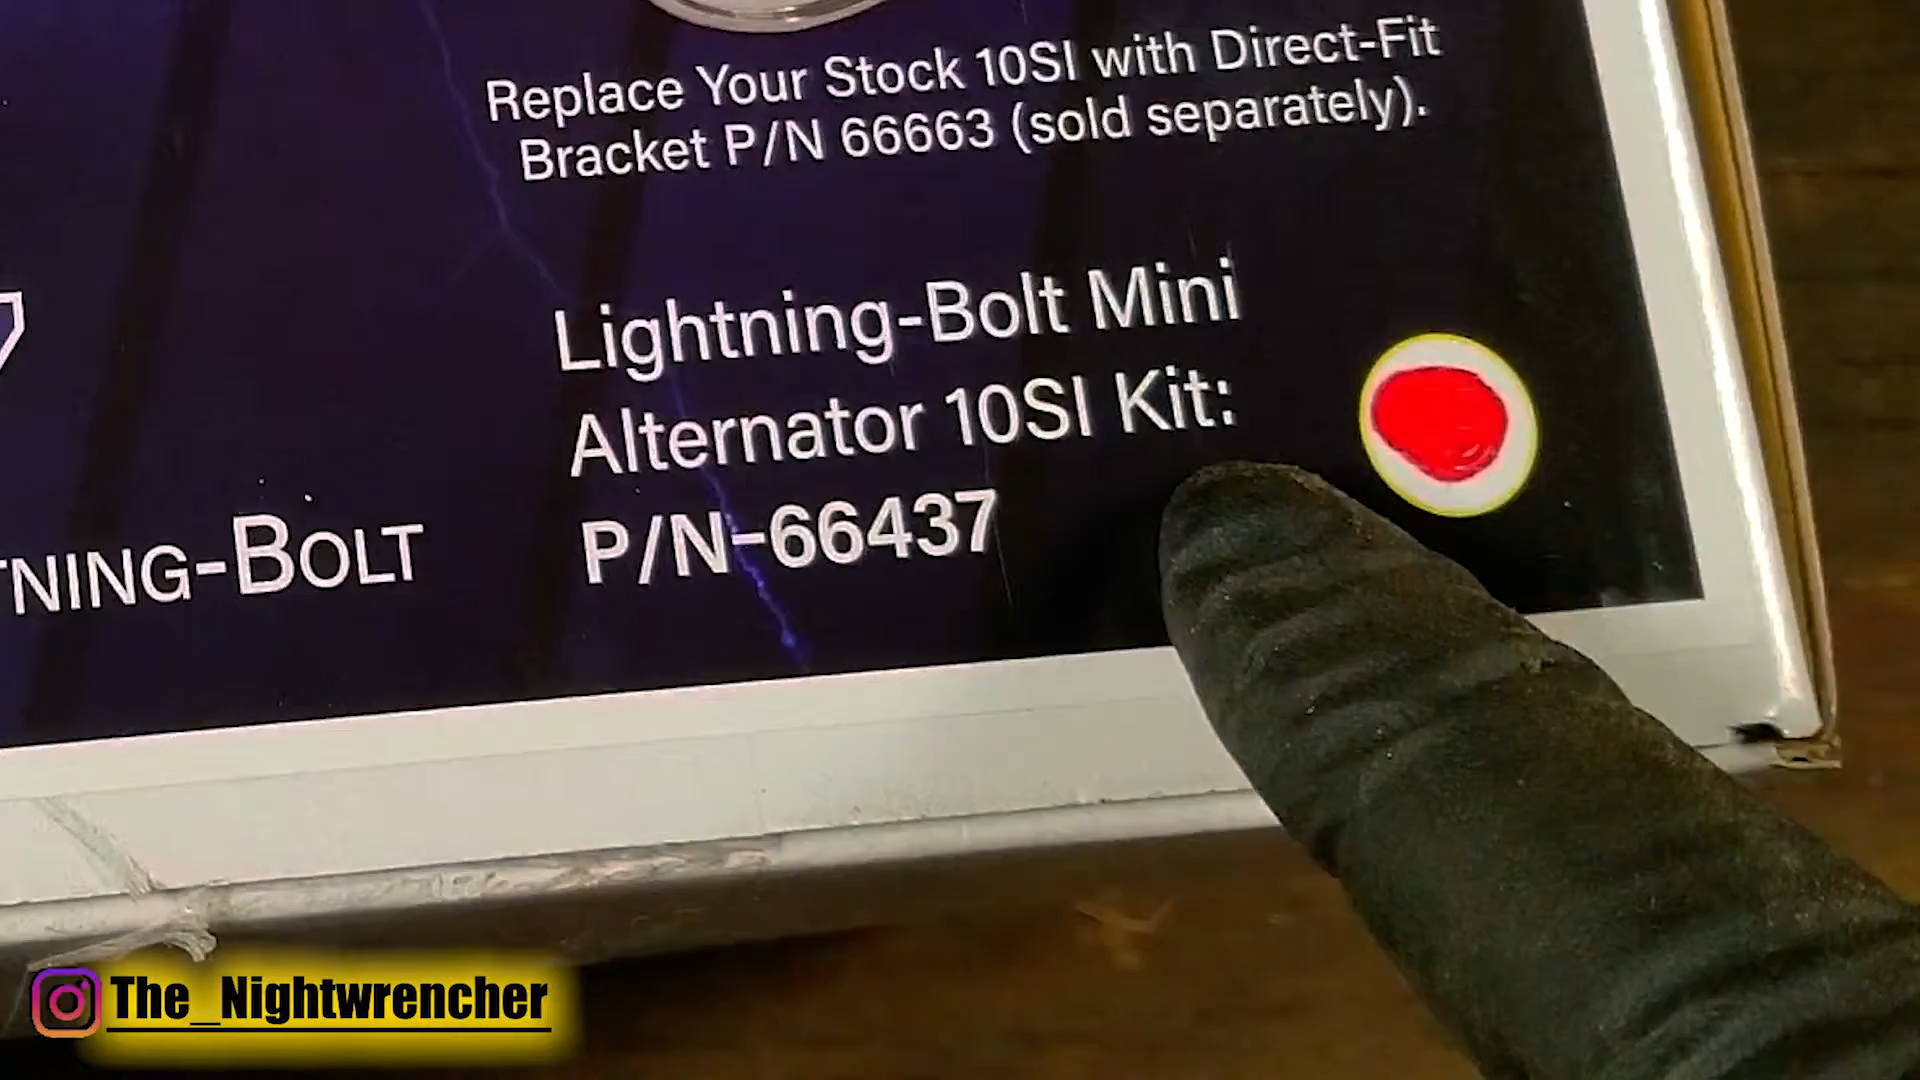 Replace Your Stock 10SI with Direct-Fit
Bracket P/N 66663 (sold separately).
Lightning-Bolt Mini
Alternator 10SI Kit:
P/N-66437
TNING-BOLT
The_Nightwrencher